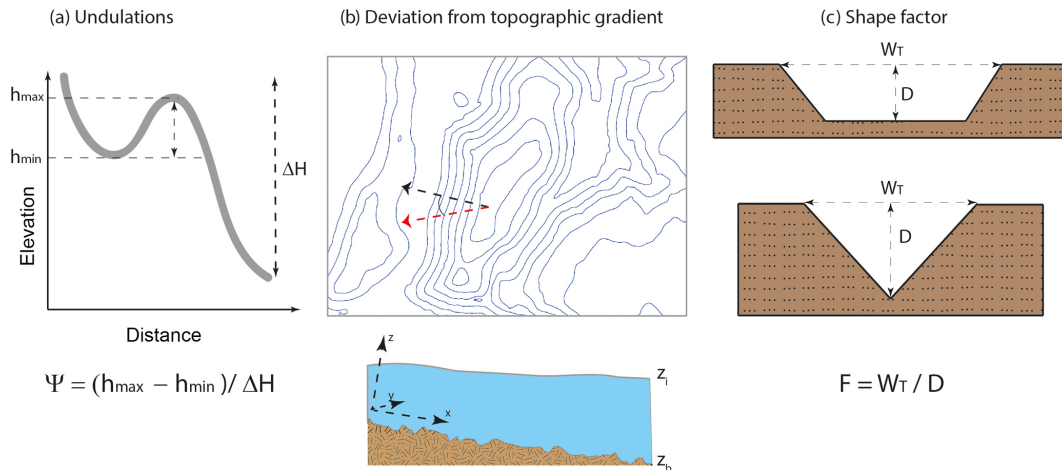 (a) Undulations
hmax
hmin
ΔH
Elevation
Distance
Ψ = (hmax − hmin) / ΔH
(b) Deviation from topographic gradient
z
y
x
Zi
Zb
(c) Shape factor
WT
D
WT
D
F = WT / D